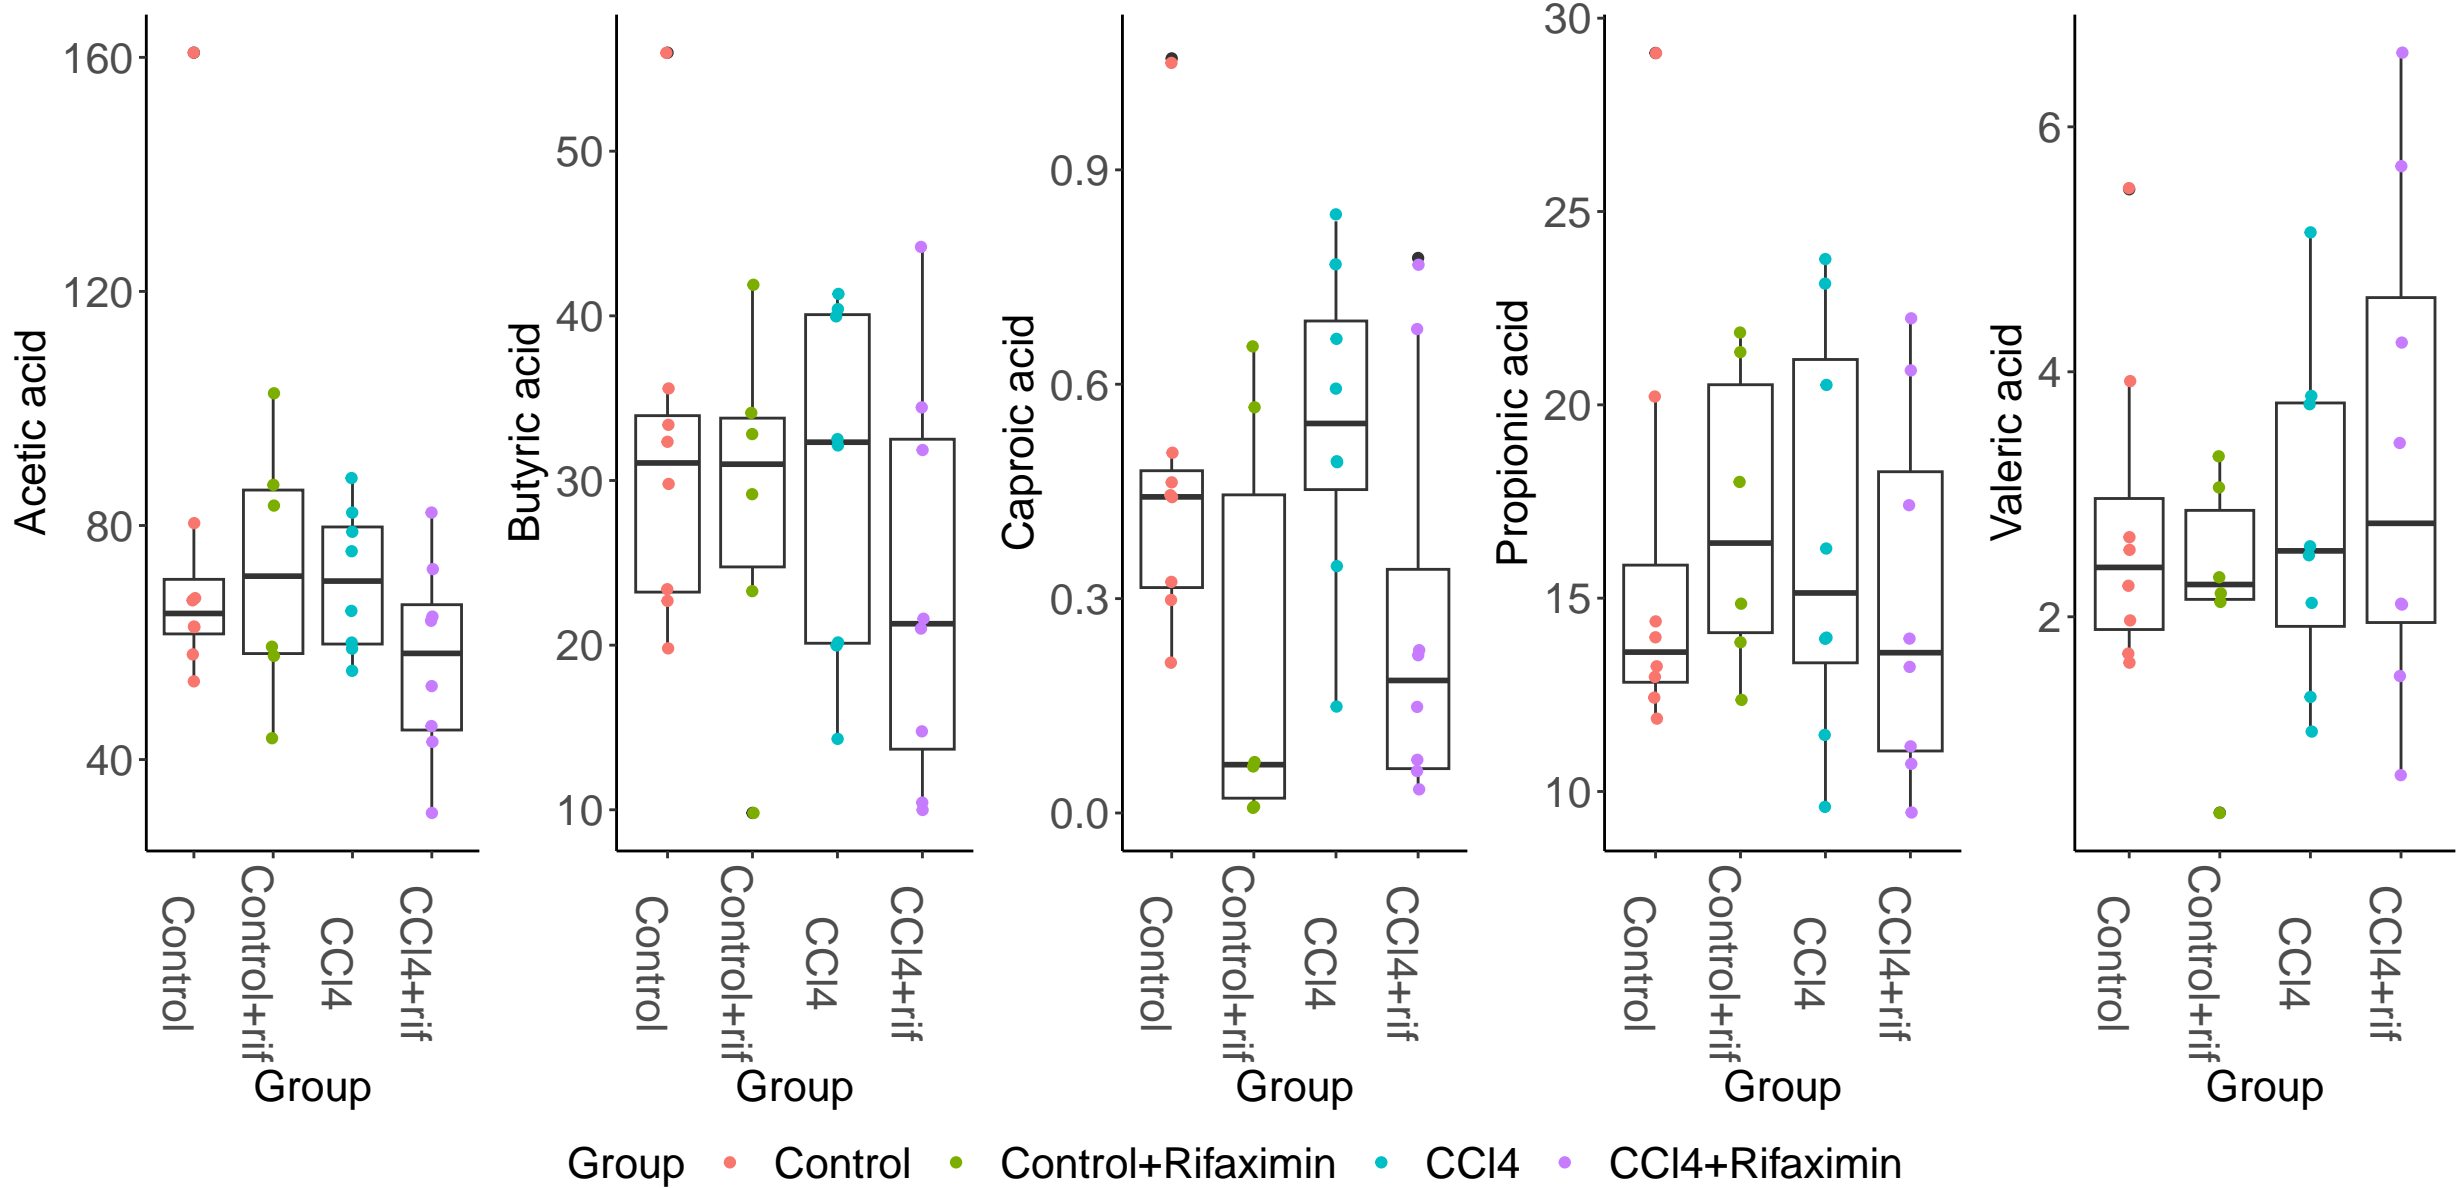 Acetic acid
160
120
80
40
Control
Control+rif
CCl4
CCl4+rif
Group
Butyric acid
50
40
30
20
10
Control
Control+rif
CCl4
CCl4+rif
Group
Caproic acid
0.9
0.6
0.3
0.0
Control
Control+rif
CCl4
CCl4+rif
Group
Propionic acid
30
25
20
15
10
Control
Control+rif
CCl4
CCl4+rif
Group
Valeric acid
6
4
2
Control
Control+rif
CCl4
CCl4+rif
Group
Group Control Control+Rifaximin CCl4 CCl4+Rifaximin